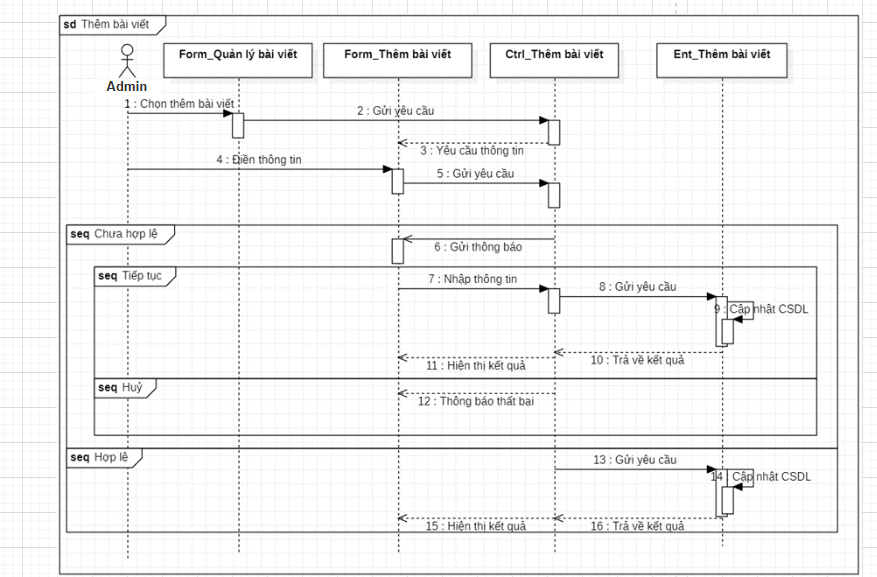 sd Thêm bài viết
Form_Quản lý bài viết
Form_Thêm bài viết
Ctrl_Thêm bài viết
Ent_Thêm bài viết
Admin
1 : Chọn thêm bài viết
2 : Gửi yêu cầu
3 : Yêu cầu thông tin
4 : Điền thông tin
5 : Gửi yêu cầu
seq Chưa hợp lệ
6 : Gửi thông báo
seq Tiếp tục
7 : Nhập thông tin
8 : Gửi yêu cầu
9 : Cập nhật CSDL
10 : Trả về kết quả
11 : Hiện thị kết quả
seq Huỷ
12 : Thông báo thất bại
seq Hợp lê
13 : Gửi yêu cầu
14 : Cập nhật CSDL
15 : Hiện thị kết quả
16 : Trả về kết quả